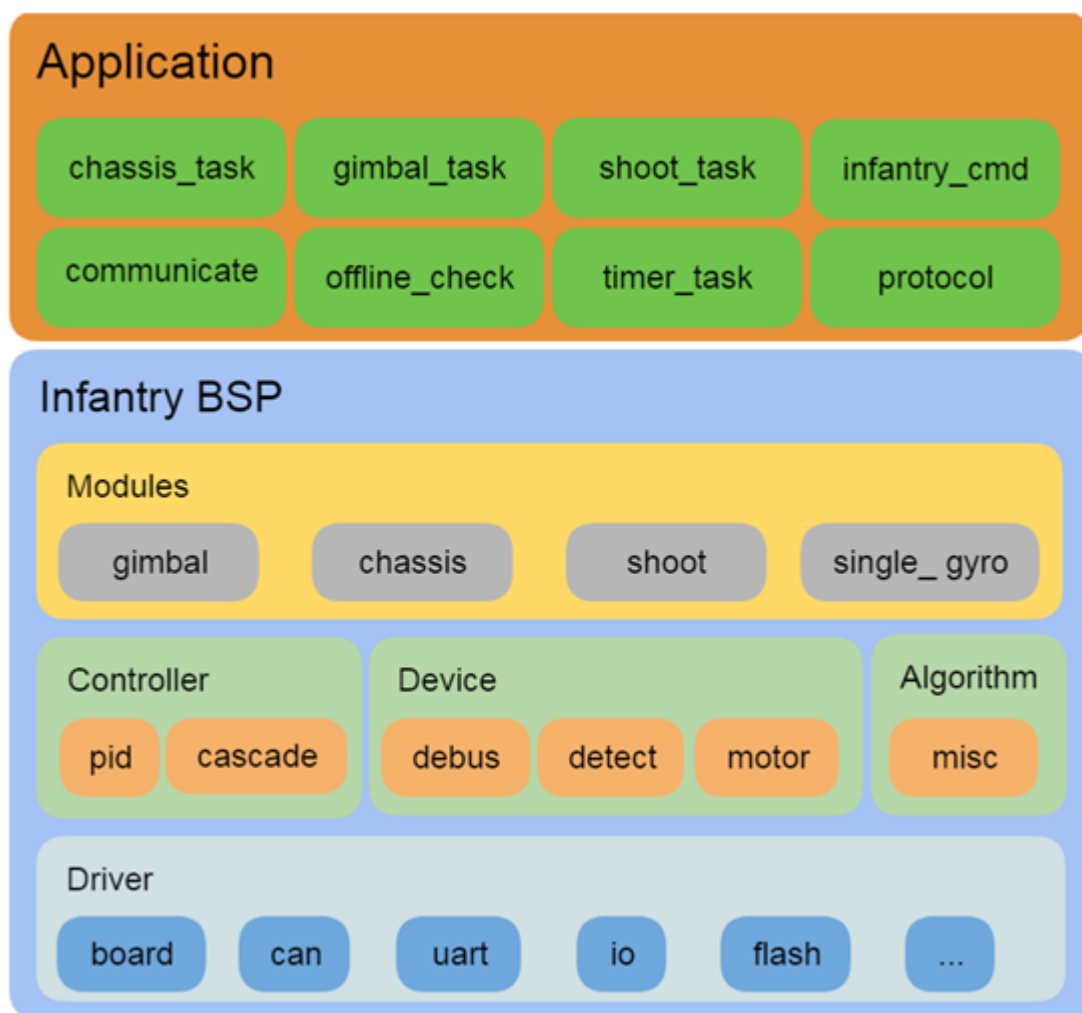 Application
chassis_task gimbal_task shoot_task infantry_cmd
communicate offline_check timer_task protocol
Infantry BSP
Modules
gimbal chassis shoot single_ gyro
Controller Device Algorithm
pid cascade debus detect motor misc
Driver
board can uart io flash ...